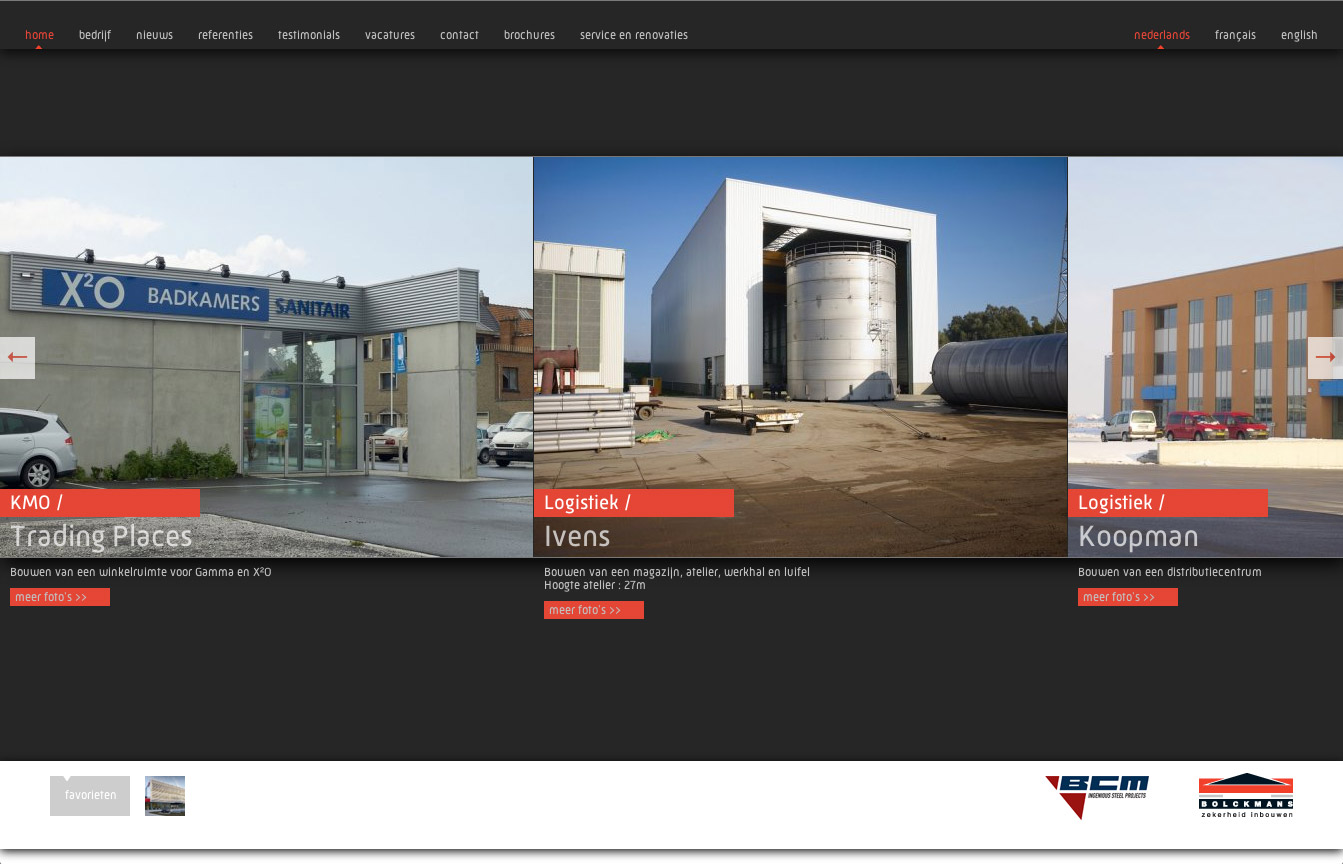 home bedrijf nieuws referenties testimonials vacatures contact brochures service en renovaties nederlands français english
X²O BADKAMERS SANITAIR
KMO /
Trading Places
Bouwen van een winkelruimte voor Gamma en X²O
meer foto's >>
Logistiek /
Ivens
Bouwen van een magazijn, atelier, werkhal en luifel
Hoogte atelier : 27m
meer foto's >>
Logistiek /
Koopman
Bouwen van een distributiecentrum
meer foto's >>
favorieten
BCM
INGENIOUS STEEL PROJECTS
BOLCKMANS
zekerheid inbouwen